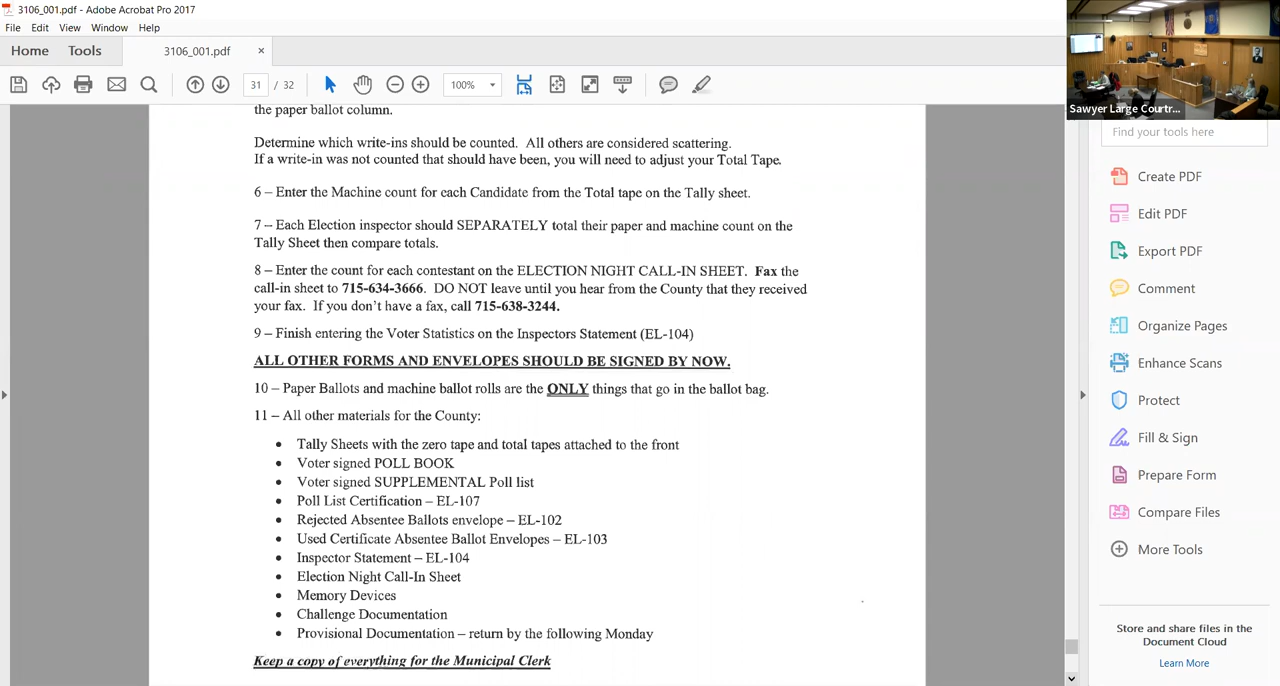 3106_001.pdf - Adobe Acrobat Pro 2017
File Edit View Window Help
Home Tools 3106_001.pdf ×
31 / 32 100%
the paper ballot column.
Determine which write-ins should be counted. All others are considered scattering.
If a write-in was not counted that should have been, you will need to adjust your Total Tape.
6 – Enter the Machine count for each Candidate from the Total tape on the Tally sheet.
7 – Each Election inspector should SEPARATELY total their paper and machine count on the
Tally Sheet then compare totals.
8 – Enter the count for each contestant on the ELECTION NIGHT CALL-IN SHEET. Fax the
call-in sheet to 715-634-3666. DO NOT leave until you hear from the County that they received
your fax. If you don't have a fax, call 715-638-3244.
9 – Finish entering the Voter Statistics on the Inspectors Statement (EL-104)
ALL OTHER FORMS AND ENVELOPES SHOULD BE SIGNED BY NOW.
10 – Paper Ballots and machine ballot rolls are the ONLY things that go in the ballot bag.
11 – All other materials for the County:
• Tally Sheets with the zero tape and total tapes attached to the front
• Voter signed POLL BOOK
• Voter signed SUPPLEMENTAL Poll list
• Poll List Certification – EL-107
• Rejected Absentee Ballots envelope – EL-102
• Used Certificate Absentee Ballot Envelopes – EL-103
• Inspector Statement – EL-104
• Election Night Call-In Sheet
• Memory Devices
• Challenge Documentation
• Provisional Documentation – return by the following Monday
Keep a copy of everything for the Municipal Clerk
Sawyer Large Courtr...
Find your tools here
Create PDF
Edit PDF
Export PDF
Comment
Organize Pages
Enhance Scans
Protect
Fill & Sign
Prepare Form
Compare Files
More Tools
Store and share files in the
Document Cloud
Learn More